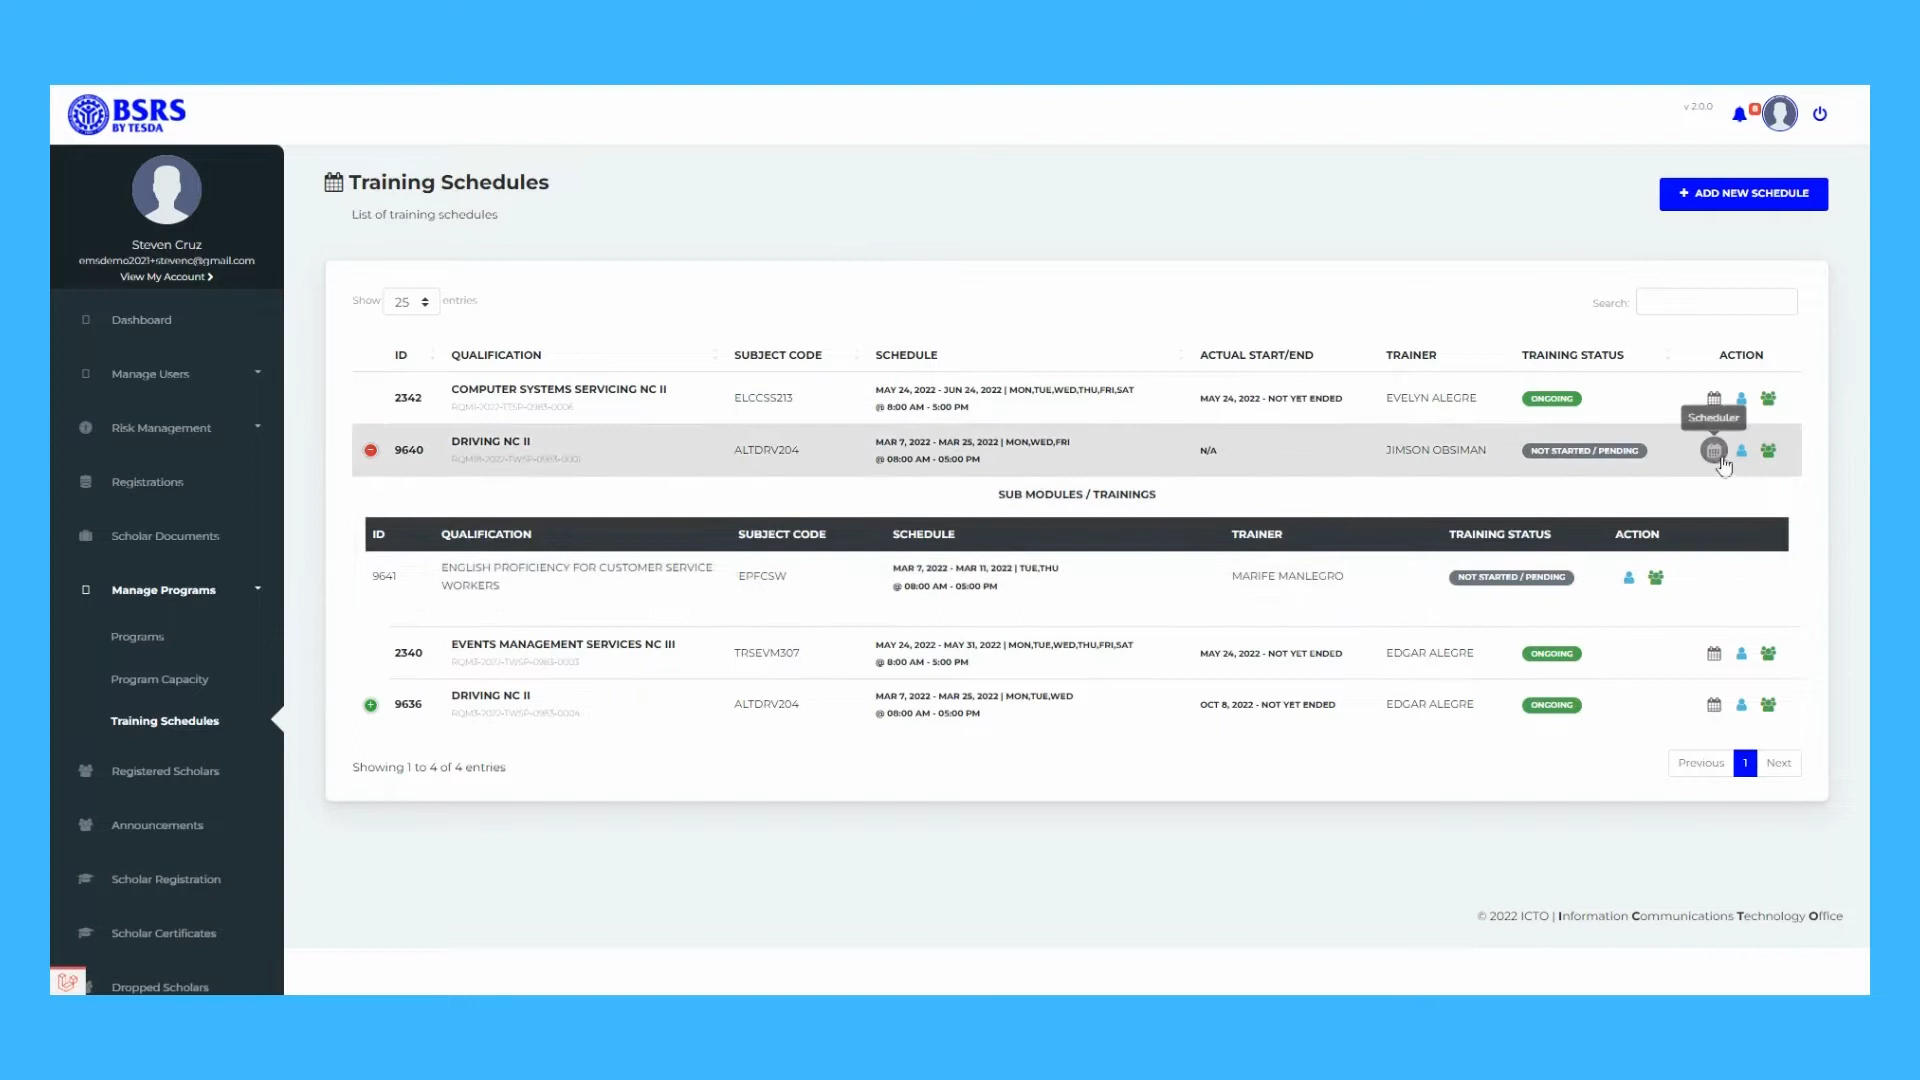 BSRS
BY TESDA
v 2.0.0
Steven Cruz
emsdemo2021+stevenc@gmail.com
View My Account
Dashboard
Manage Users
Risk Management
Registrations
Scholar Documents
Manage Programs
Programs
Program Capacity
Training Schedules
Registered Scholars
Announcements
Scholar Registration
Scholar Certificates
Dropped Scholars
Training Schedules
List of training schedules
+ ADD NEW SCHEDULE
Show 25 entries
Search:
ID QUALIFICATION SUBJECT CODE SCHEDULE ACTUAL START/END TRAINER TRAINING STATUS ACTION
2342 COMPUTER SYSTEMS SERVICING NC II ELCCSS213 MAY 24, 2022 - JUN 24, 2022 | MON,TUE,WED,THU,FRI,SAT MAY 24, 2022 - NOT YET ENDED EVELYN ALEGRE ONGOING
@ 8:00 AM - 5:00 PM
Scheduler
9640 DRIVING NC II ALTDRV204 MAR 7, 2022 - MAR 25, 2022 | MON,WED,FRI N/A JIMSON OBSIMAN NOT STARTED / PENDING
@ 08:00 AM - 05:00 PM
SUB MODULES / TRAININGS
ID QUALIFICATION SUBJECT CODE SCHEDULE TRAINER TRAINING STATUS ACTION
9641 ENGLISH PROFICIENCY FOR CUSTOMER SERVICE EPFCSW MAR 7, 2022 - MAR 11, 2022 | TUE,THU MARIFE MANLEGRO NOT STARTED / PENDING
WORKERS @ 08:00 AM - 05:00 PM
2340 EVENTS MANAGEMENT SERVICES NC III TRSEVM307 MAY 24, 2022 - MAY 31, 2022 | MON,TUE,WED,THU,FRI,SAT MAY 24, 2022 - NOT YET ENDED EDGAR ALEGRE ONGOING
@ 8:00 AM - 5:00 PM
9636 DRIVING NC II ALTDRV204 MAR 7, 2022 - MAR 25, 2022 | MON,TUE,WED OCT 8, 2022 - NOT YET ENDED EDGAR ALEGRE ONGOING
@ 08:00 AM - 05:00 PM
Showing 1 to 4 of 4 entries
Previous 1 Next
© 2022 ICTO | Information Communications Technology Office